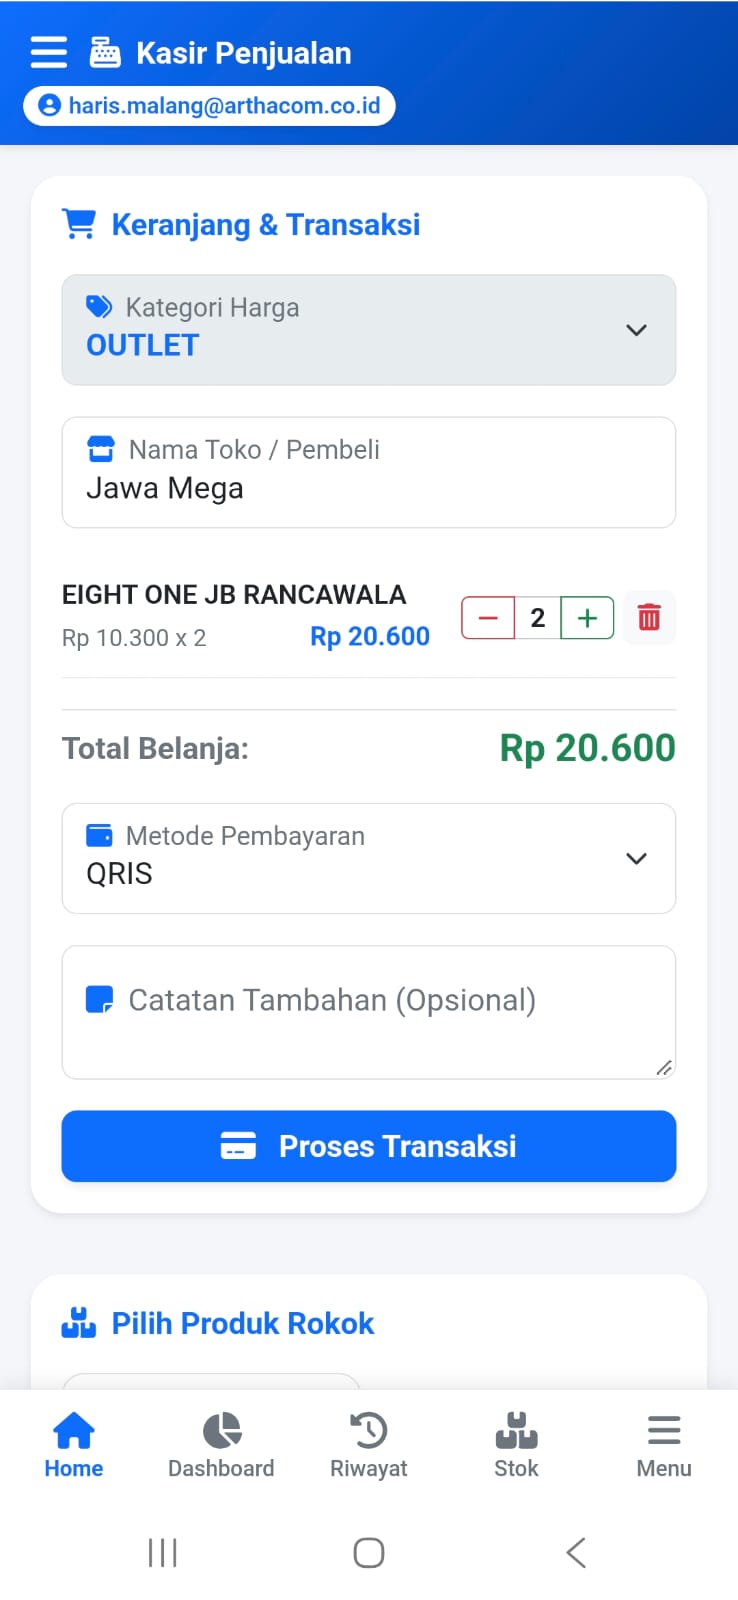 Kasir Penjualan
haris.malang@arthacom.co.id
Keranjang & Transaksi
Kategori Harga
OUTLET
Nama Toko / Pembeli
Jawa Mega
EIGHT ONE JB RANCAWALA
Rp 10.300 x 2
Rp 20.600
2
Total Belanja:
Rp 20.600
Metode Pembayaran
QRIS
Catatan Tambahan (Opsional)
Proses Transaksi
Pilih Produk Rokok
Home
Dashboard
Riwayat
Stok
Menu